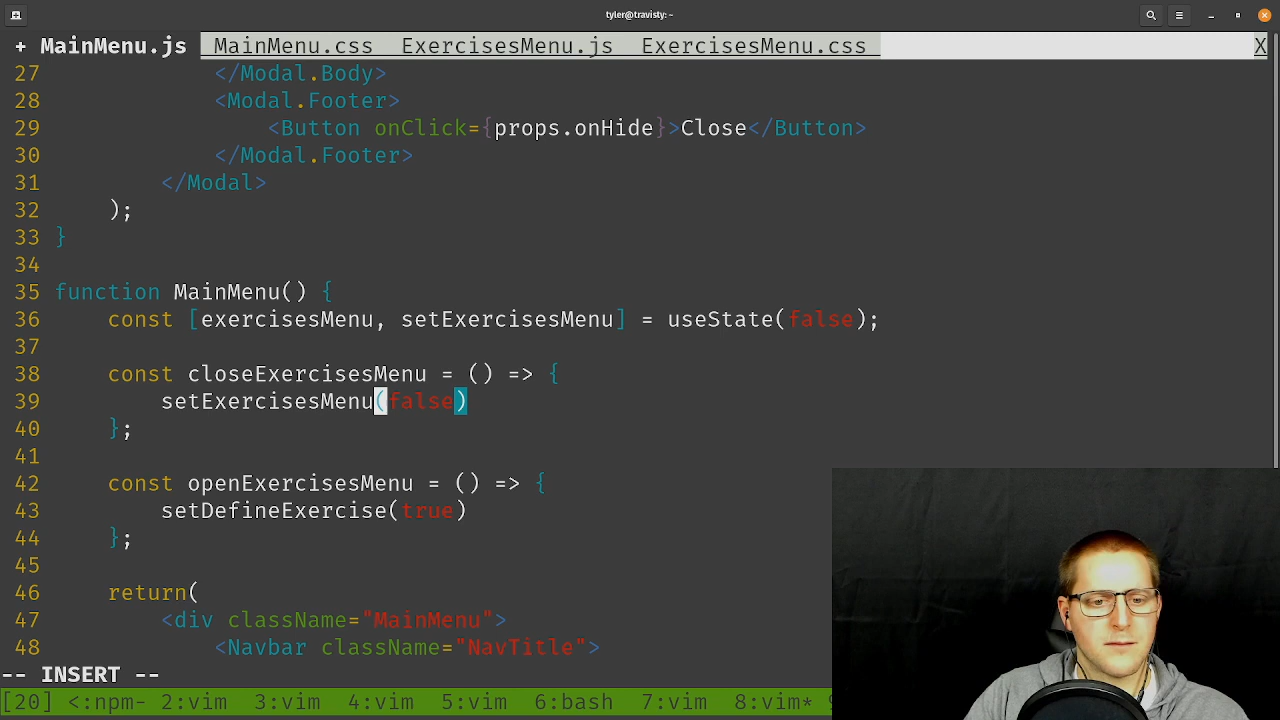 tyler@travisty:~
+ MainMenu.js  MainMenu.css  ExercisesMenu.js  ExercisesMenu.css  X
27             </Modal.Body>
28             <Modal.Footer>
29                 <Button onClick={props.onHide}>Close</Button>
30             </Modal.Footer>
31         </Modal>
32     );
33 }
34
35 function MainMenu() {
36     const [exercisesMenu, setExercisesMenu] = useState(false);
37
38     const closeExercisesMenu = () => {
39         setExercisesMenu(false)
40     };
41
42     const openExercisesMenu = () => {
43         setDefineExercise(true)
44     };
45
46     return(
47         <div className="MainMenu">
48             <Navbar className="NavTitle">
-- INSERT --
[20] <:npm- 2:vim  3:vim  4:vim  5:vim  6:bash  7:vim  8:vim*